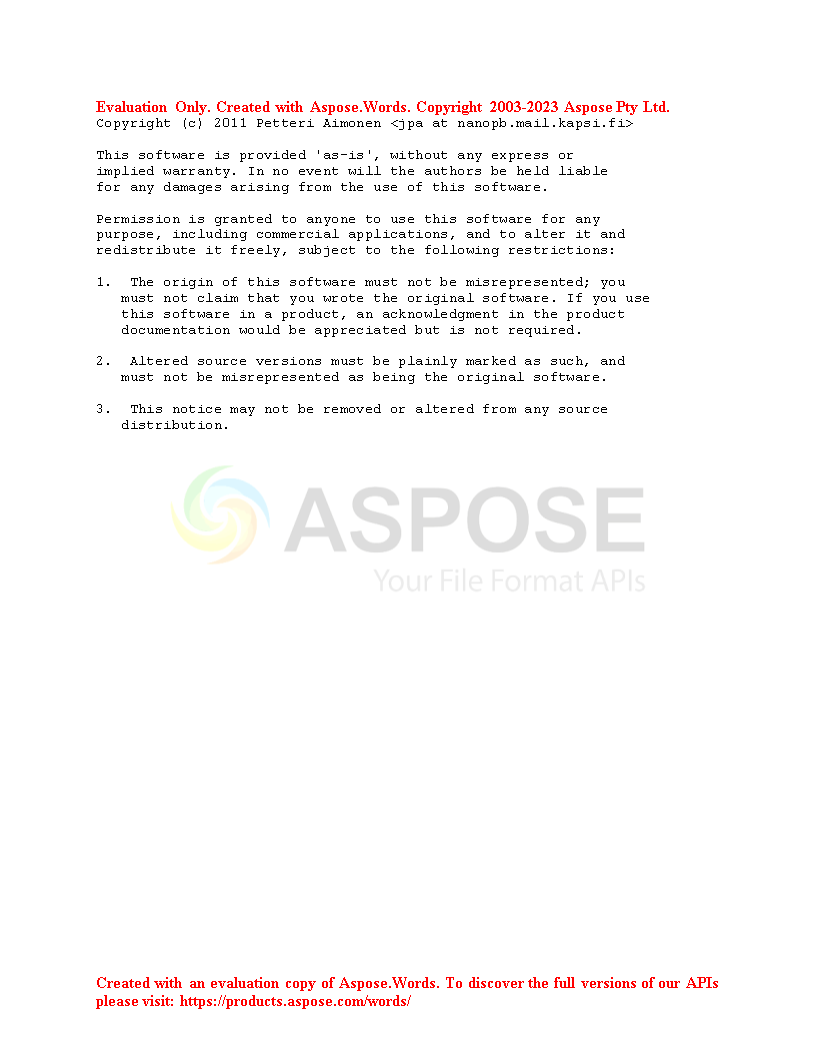 Evaluation Only. Created with Aspose.Words. Copyright 2003-2023 Aspose Pty Ltd.
Copyright (c) 2011 Petteri Aimonen <jpa at nanopb.mail.kapsi.fi>
This software is provided 'as-is', without any express or
implied warranty. In no event will the authors be held liable
for any damages arising from the use of this software.
Permission is granted to anyone to use this software for any
purpose, including commercial applications, and to alter it and
redistribute it freely, subject to the following restrictions:
1. The origin of this software must not be misrepresented; you
must not claim that you wrote the original software. If you use
this software in a product, an acknowledgment in the product
documentation would be appreciated but is not required.
2. Altered source versions must be plainly marked as such, and
must not be misrepresented as being the original software.
3. This notice may not be removed or altered from any source
distribution.
ASPOSE
Your File Format APIs
Created with an evaluation copy of Aspose.Words. To discover the full versions of our APIs
please visit: https://products.aspose.com/words/